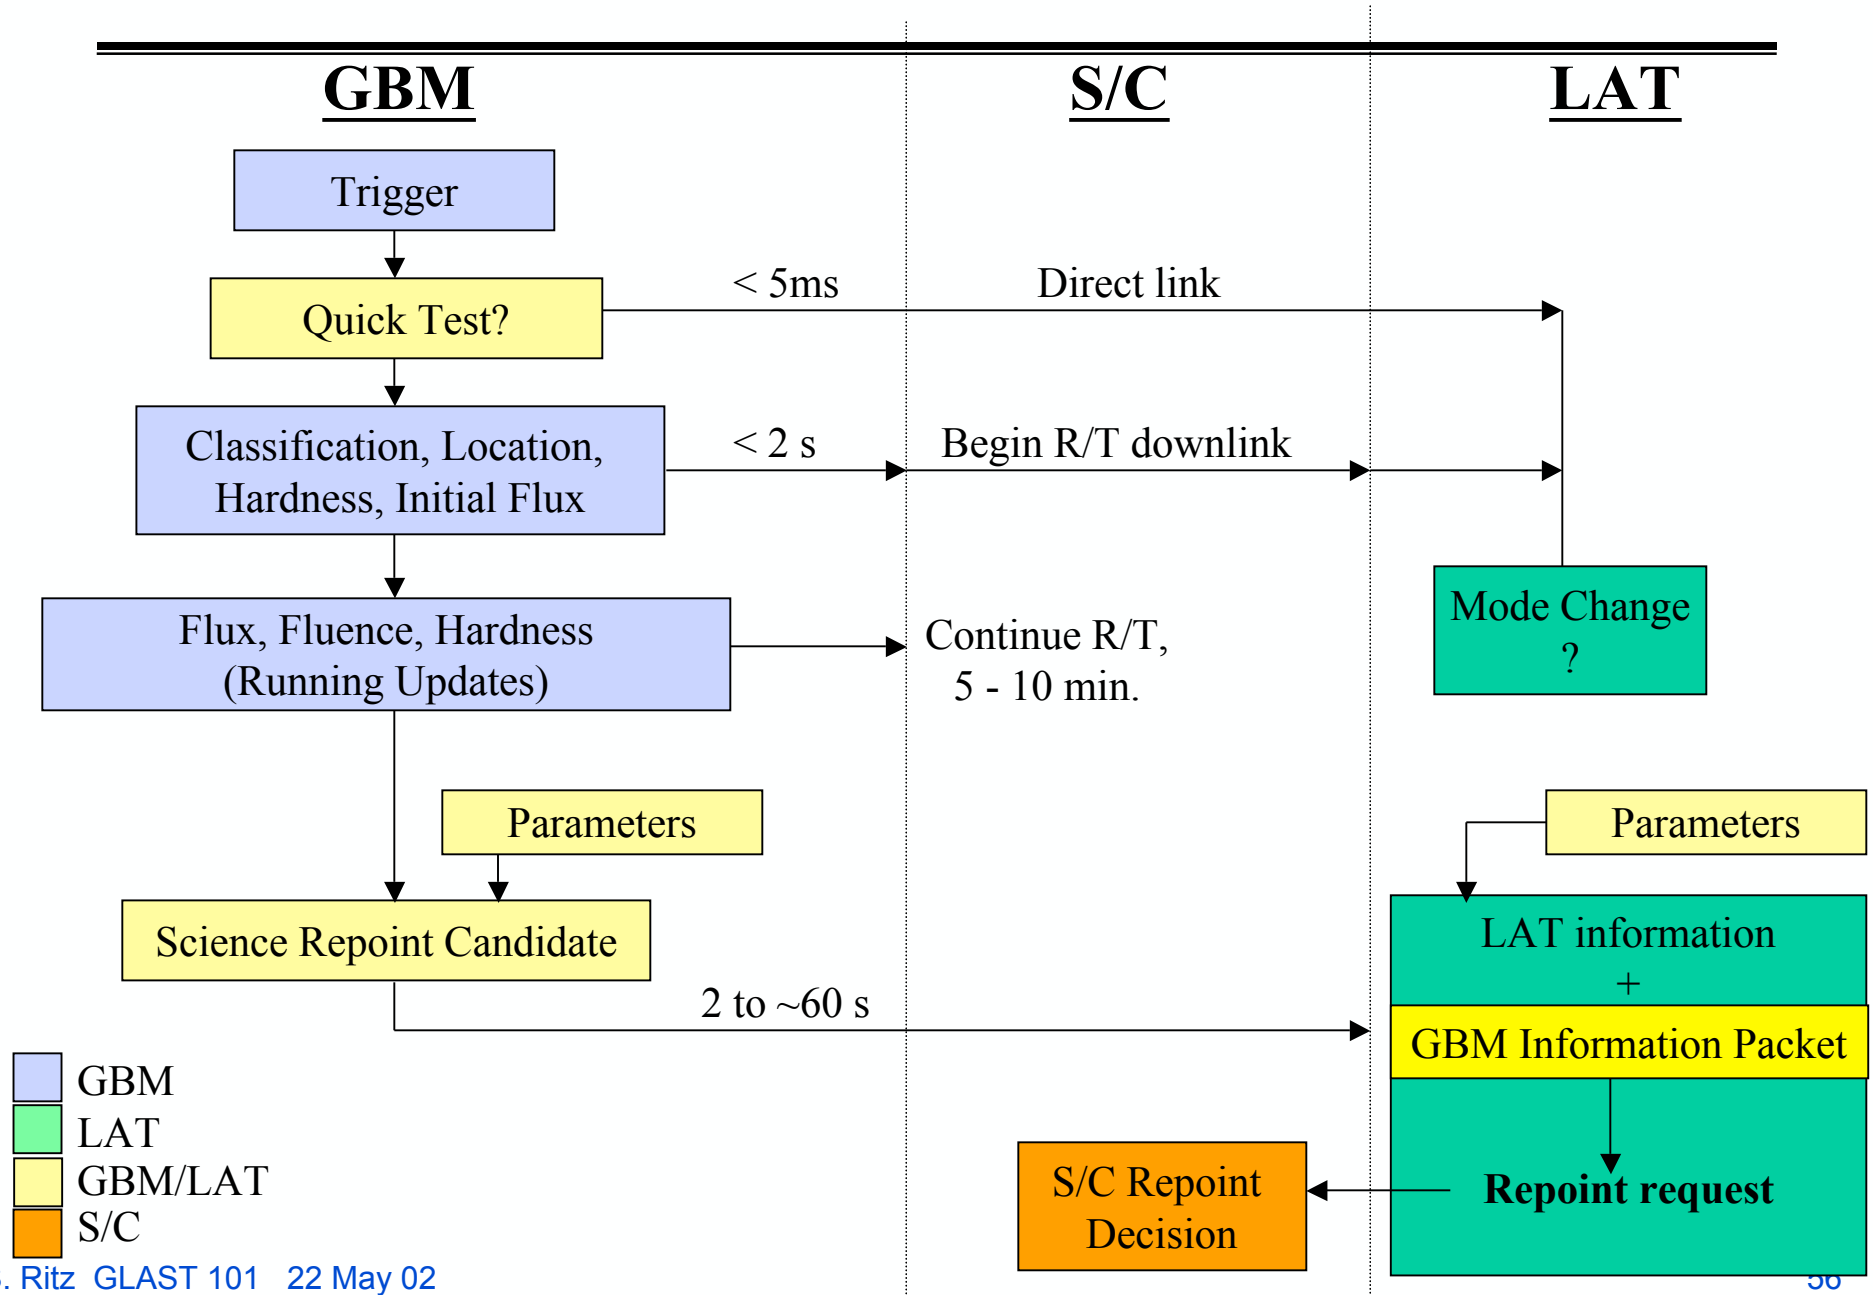 GBM
S/C
LAT
Trigger
Quick Test?
< 5ms
Direct link
Classification, Location,
Hardness, Initial Flux
< 2 s
Begin R/T downlink
Flux, Fluence, Hardness
(Running Updates)
Continue R/T,
5 - 10 min.
Mode Change
?
Parameters
Parameters
Science Repoint Candidate
2 to ~60 s
LAT information
+
GBM Information Packet
Repoint request
S/C Repoint
Decision
GBM
LAT
GBM/LAT
S/C
. Ritz GLAST 101 22 May 02
56